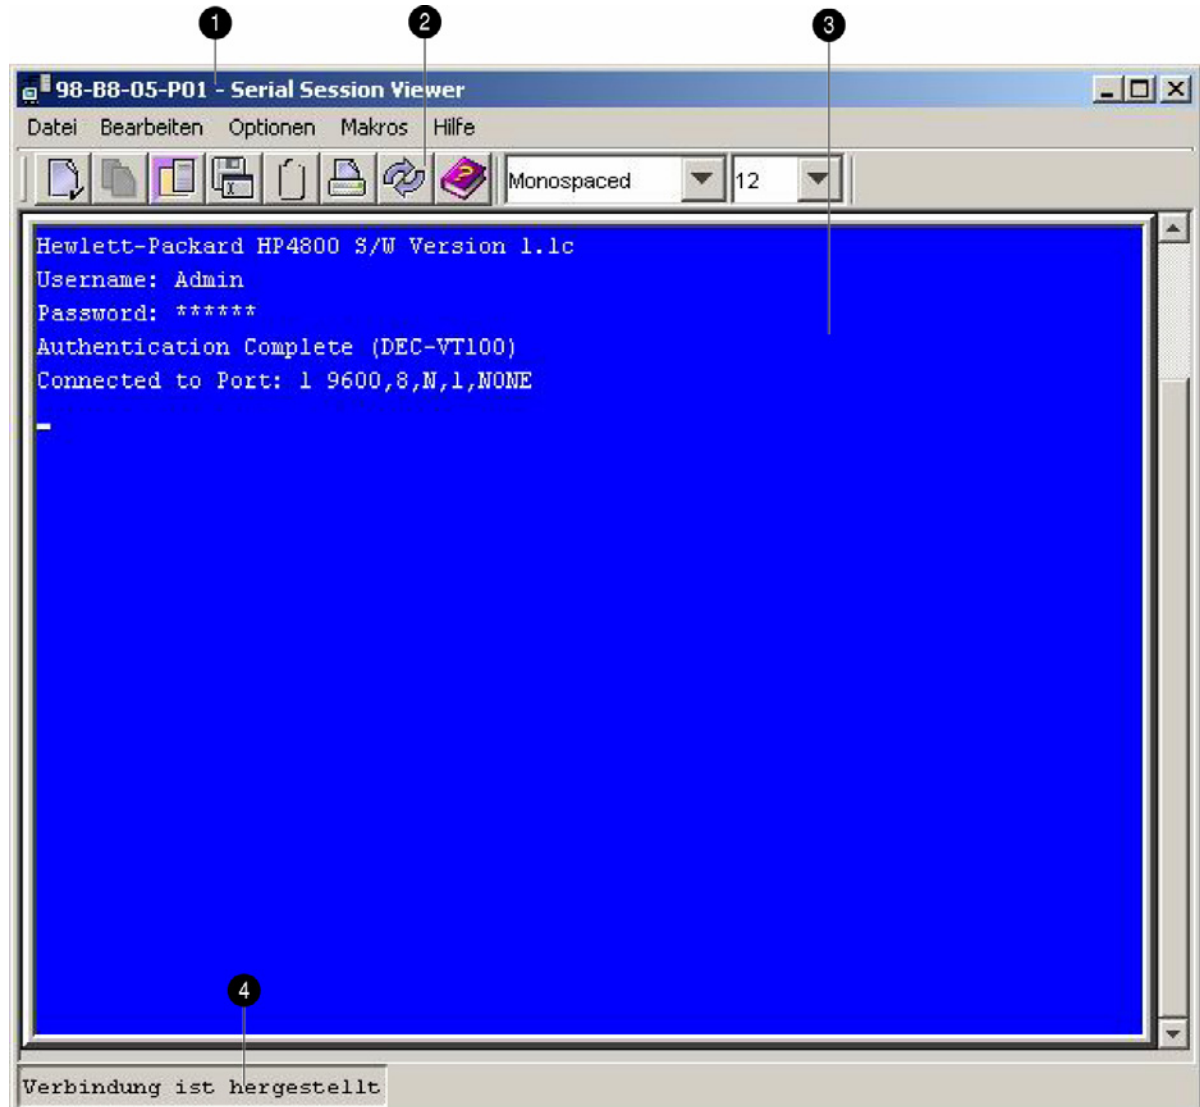 1 2 3
98-B8-05-P01 - Serial Session Viewer
Datei Bearbeiten Optionen Makros Hilfe
Monospaced 12
Hewlett-Packard HP4800 S/W Version 1.1c
Username: Admin
Password: ******
Authentication Complete (DEC-VT100)
Connected to Port: 1 9600,8,N,1,NONE
4
Verbindung ist hergestellt